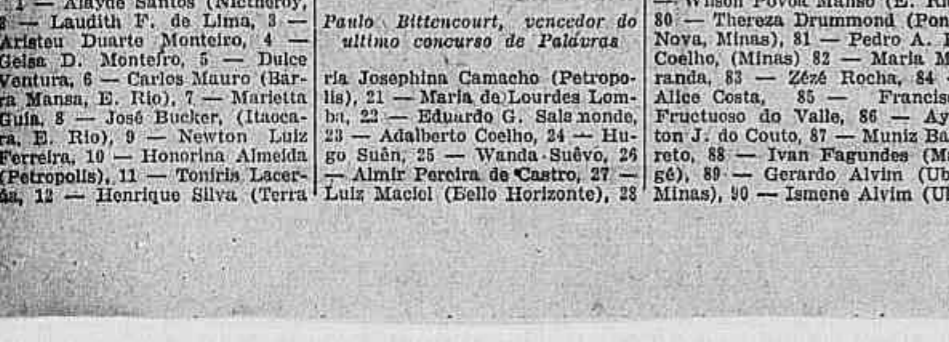 1 — Alayde Santos (Nictheroy,
— Laudith F. de Lima, 3 —
Aristeu Duarte Monteiro, 4 —
Geisa D. Monteiro, 5 — Dulce
Ventura, 6 — Carlos Mauro (Bar-
ra Mansa, E. Rio), 7 — Marietta
Guia, 8 — José Bucker, (Itaoca-
ra, E. Rio), 9 — Newton Luiz
Ferreira, 10 — Honorina Almeida
(Petropolis), 11 — Toniris Lacer-
da, 12 — Henrique Silva (Terra
Paulo Bittencourt, vencedor do
ultimo concurso de Palavras
ria Josephina Camacho (Petropo-
lis), 21 — Maria de Lourdes Lom-
ba, 22 — Eduardo G. Salamonde,
23 — Adalberto Coelho, 24 — Hu-
go Suên, 25 — Wanda Suêvo, 26
— Almir Pereira de Castro, 27 —
Luiz Maciel (Bello Horizonte), 28
— Wilson Povoa Manso (E. Ri
80 — Thereza Drummond (Pon
Nova, Minas), 81 — Pedro A. 
Coelho, (Minas) 82 — Maria M
randa, 83 — Zézé Rocha, 84
Alice Costa, 85 — Francis
Fructuoso do Valle, 86 — Ay
ton J. do Couto, 87 — Muniz Ba
reto, 88 — Ivan Fagundes (M
gé), 89 — Gerardo Alvim (Ub
Minas), 90 — Ismene Alvim (U